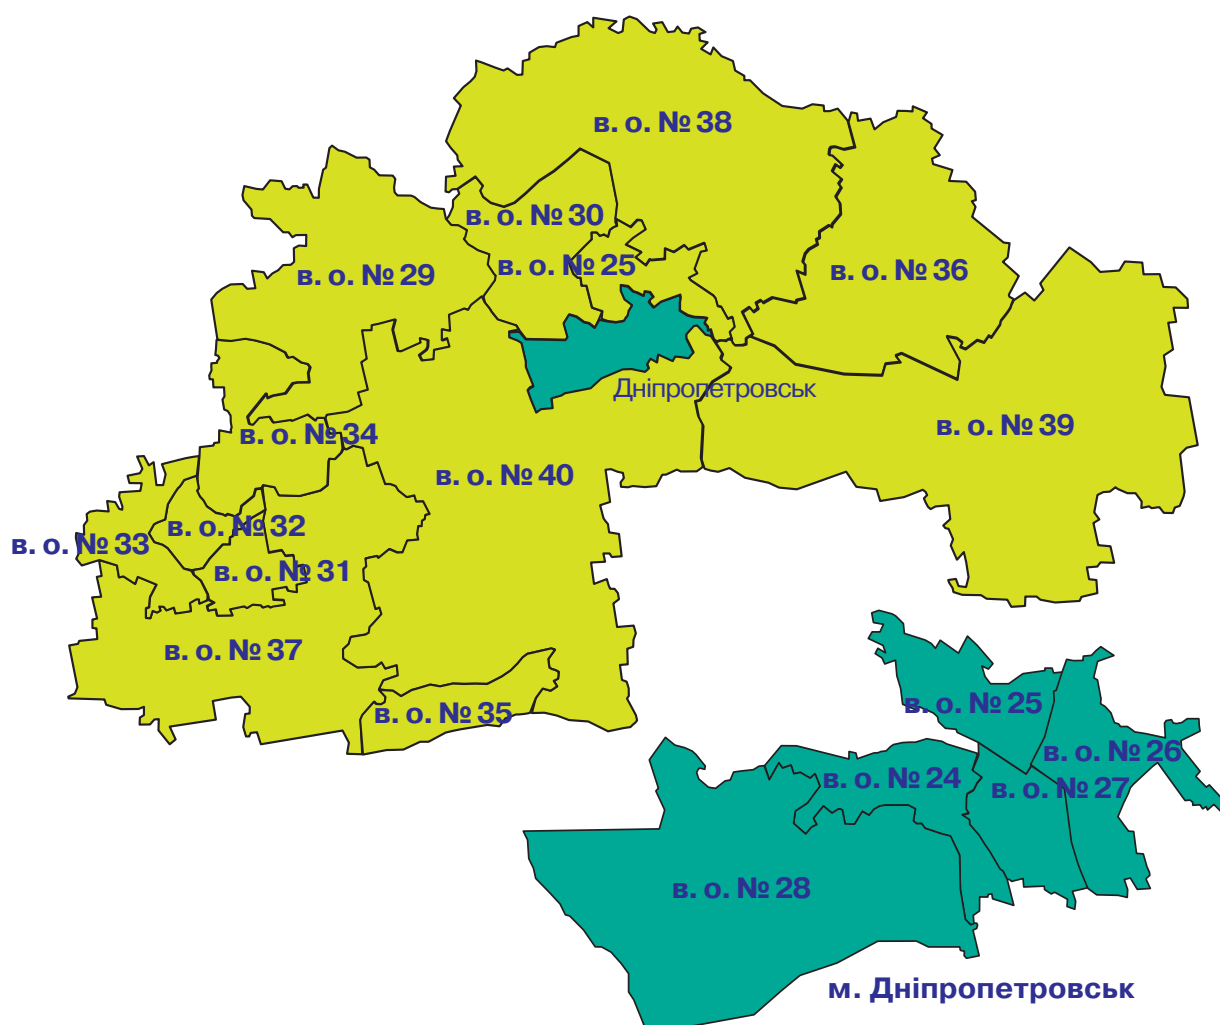 в. о. № 38
в. о. № 30
в. о. № 25
в. о. № 29
в. о. № 36
Дніпропетровськ
в. о. № 39
в. о. № 34
в. о. № 40
в. о. № 32
в. о. № 33
в. о. № 31
в. о. № 37
в. о. № 35
в. о. № 25
в. о. № 26
в. о. № 24
в. о. № 27
в. о. № 28
м. Дніпропетровськ